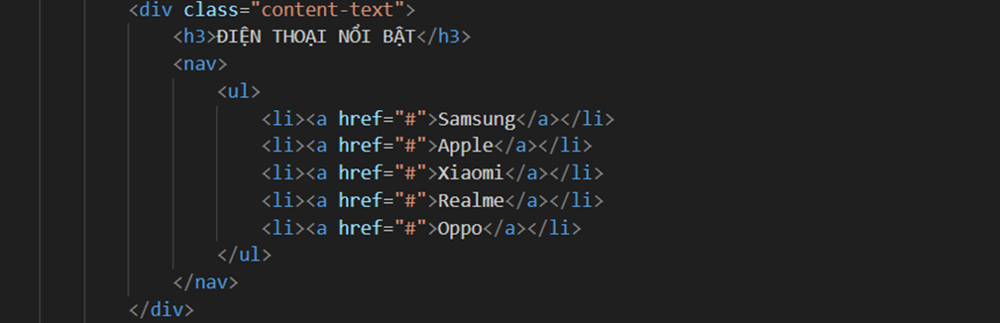 <div class="content-text">
<h3>ĐIỆN THOẠI NỔI BẬT</h3>
<nav>
<ul>
<li><a href="#">Samsung</a></li>
<li><a href="#">Apple</a></li>
<li><a href="#">Xiaomi</a></li>
<li><a href="#">Realme</a></li>
<li><a href="#">Oppo</a></li>
</ul>
</nav>
</div>